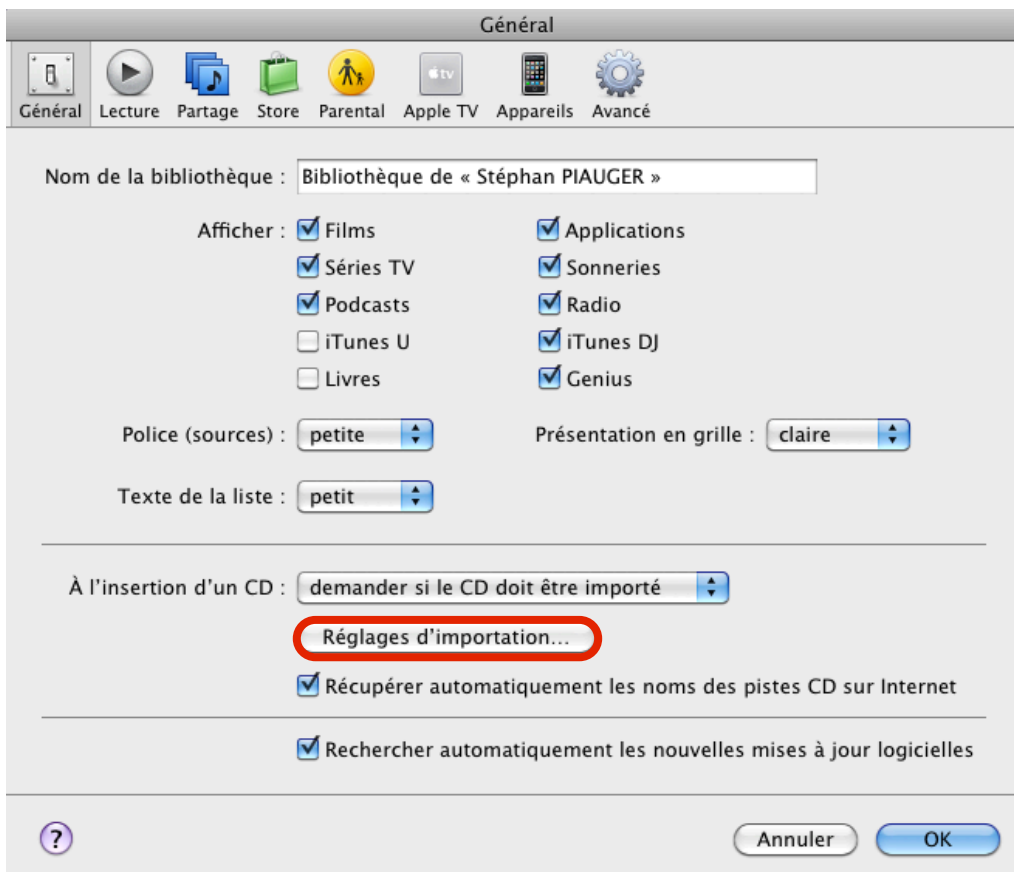 Général
Général Lecture Partage Store Parental Apple TV Appareils Avancé
Nom de la bibliothèque : Bibliothèque de « Stéphan PIAUGER »
Afficher : Films Applications
Séries TV Sonneries
Podcasts Radio
iTunes U iTunes DJ
Livres Genius
Police (sources) : petite Présentation en grille : claire
Texte de la liste : petit
À l'insertion d'un CD : demander si le CD doit être importé
Réglages d'importation...
Récupérer automatiquement les noms des pistes CD sur Internet
Rechercher automatiquement les nouvelles mises à jour logicielles
? Annuler OK